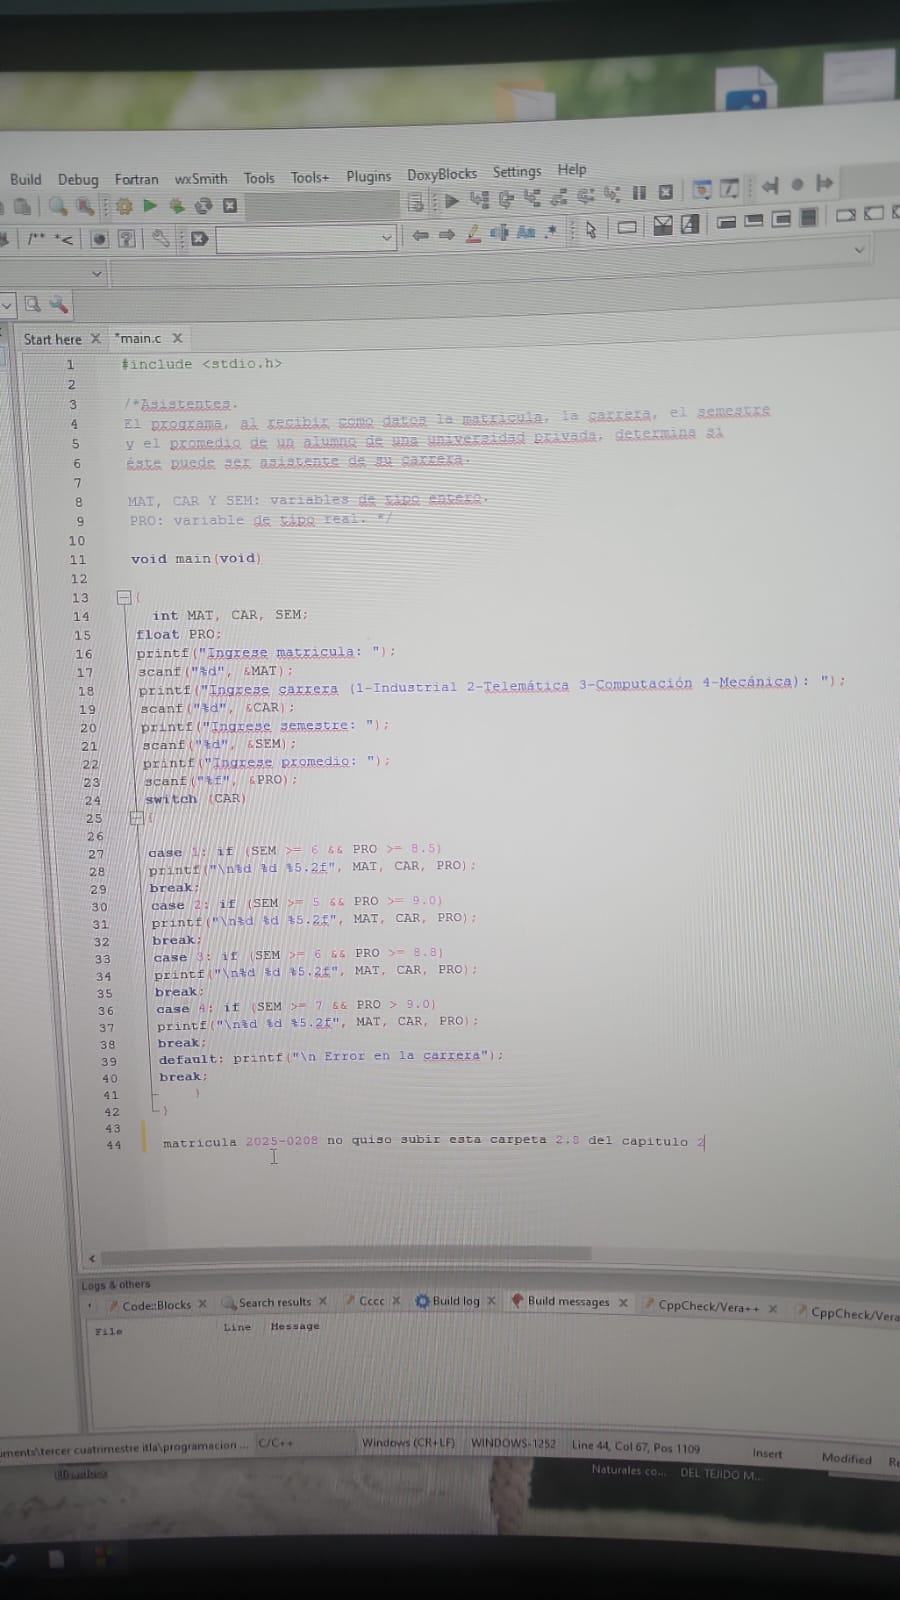 Build Debug Fortran wxSmith Tools Tools+ Plugins DoxyBlocks Settings Help
/** *<
Start here X *main.c X
1 #include <stdio.h>
2
3 /*Asistentes.
4 El programa, al recibir como datos la matrícula, la carrera, el semestre
5 y el promedio de un alumno de una universidad privada, determina si
6 éste puede ser asistente de su carrera.
7
8 MAT, CAR Y SEM: variables de tipo entero.
9 PRO: variable de tipo real. */
10
11 void main(void)
12
13 {
14 int MAT, CAR, SEM;
15 float PRO;
16 printf("Ingrese matrícula: ");
17 scanf("%d", &MAT);
18 printf("Ingrese carrera (1-Industrial 2-Telemática 3-Computación 4-Mecánica): ");
19 scanf("%d", &CAR);
20 printf("Ingrese semestre: ");
21 scanf("%d", &SEM);
22 printf("Ingrese promedio: ");
23 scanf("%f", &PRO);
24 switch (CAR)
25 {
26
27 case 1: if (SEM >= 6 && PRO >= 8.5)
28 printf("\n%d %d %5.2f", MAT, CAR, PRO);
29 break;
30 case 2: if (SEM >= 5 && PRO >= 9.0)
31 printf("\n%d %d %5.2f", MAT, CAR, PRO);
32 break;
33 case 3: if (SEM >= 6 && PRO >= 8.8)
34 printf("\n%d %d %5.2f", MAT, CAR, PRO);
35 break;
36 case 4: if (SEM >= 7 && PRO > 9.0)
37 printf("\n%d %d %5.2f", MAT, CAR, PRO);
38 break;
39 default: printf("\n Error en la carrera");
40 break;
41 }
42 }
43
44 matricula 2025-0208 no quiso subir esta carpeta 2.8 del capitulo 2
Logs & others
Code::Blocks X Search results X Cccc X Build log X Build messages X CppCheck/Vera++ X CppCheck/Vera
File Line Message
uments\tercer cuatrimestre itla\programacion ... C/C++ Windows (CR+LF) WINDOWS-1252 Line 44, Col 67, Pos 1109 Insert Modified
Naturales co... DEL TEJIDO M...